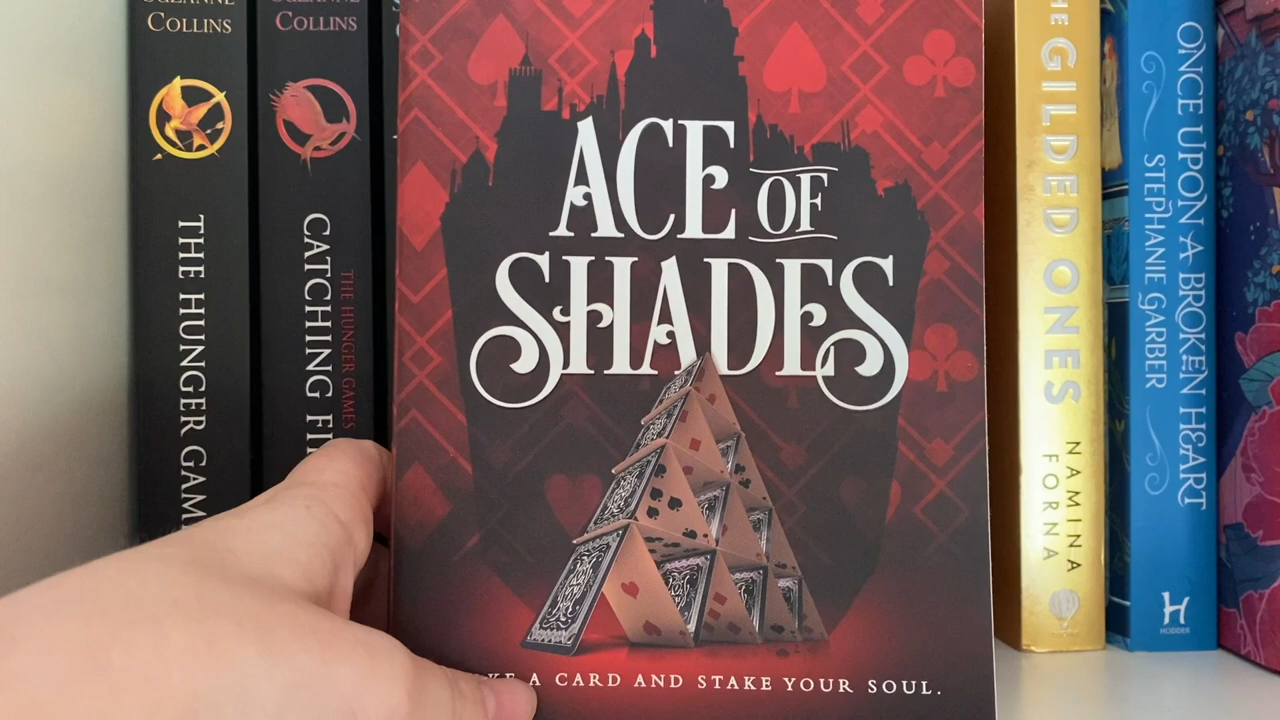 COLLINS
THE HUNGER GAM
COLLINS
CATCHING FI
THE HUNGER GAMES
ACE OF
SHADES
A CARD AND STAKE YOUR SOUL.
GILDED ONES
NAMINA
FORNA
ONCE UPON A BROKEN HEART
STEPHANIE GARBER
H
HODDER